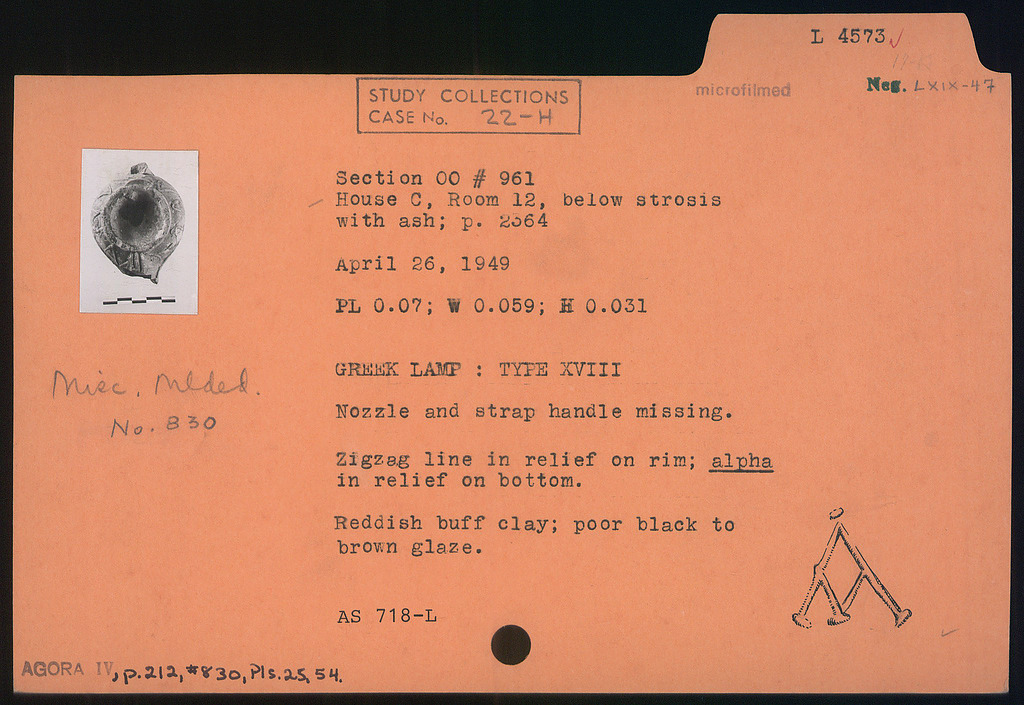 L 4573 ✓
microfilmed
Neg. LXIX-47
STUDY COLLECTIONS
CASE No. 22-H
Section OO # 961
House C, Room 12, below strosis
with ash; p. 2364
April 26, 1949
PL 0.07; W 0.059; H 0.031
GREEK LAMP : TYPE XVIII
Nozzle and strap handle missing.
Zigzag line in relief on rim; alpha
in relief on bottom.
Reddish buff clay; poor black to
brown glaze.
AS 718-L
Misc. Mlded.
No. 830
AGORA IV, p.212, #830, Pls.25, 54.